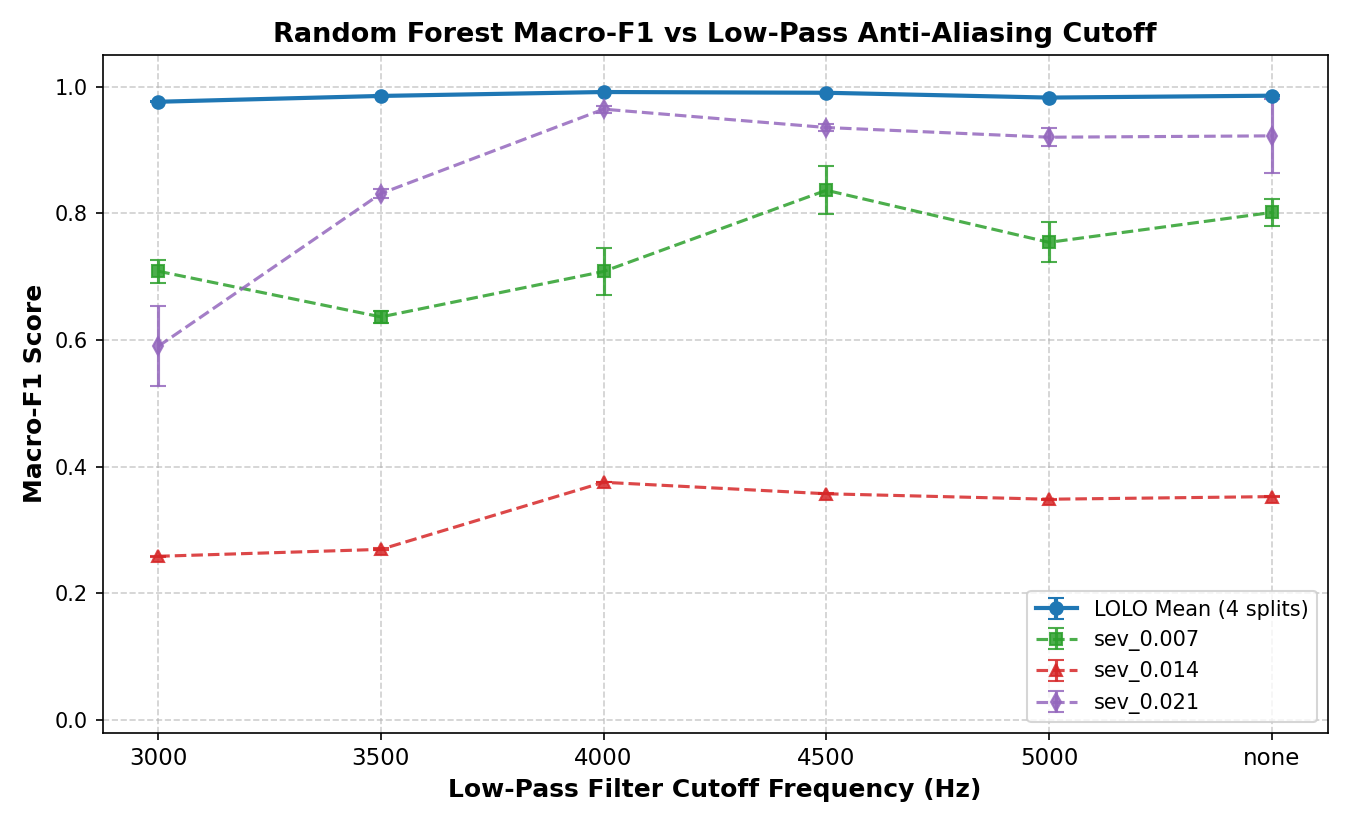 Random Forest Macro-F1 vs Low-Pass Anti-Aliasing Cutoff
Macro-F1 Score
1.0
0.8
0.6
0.4
0.2
0.0
LOLO Mean (4 splits)
sev_0.007
sev_0.014
sev_0.021
3000 3500 4000 4500 5000 none
Low-Pass Filter Cutoff Frequency (Hz)